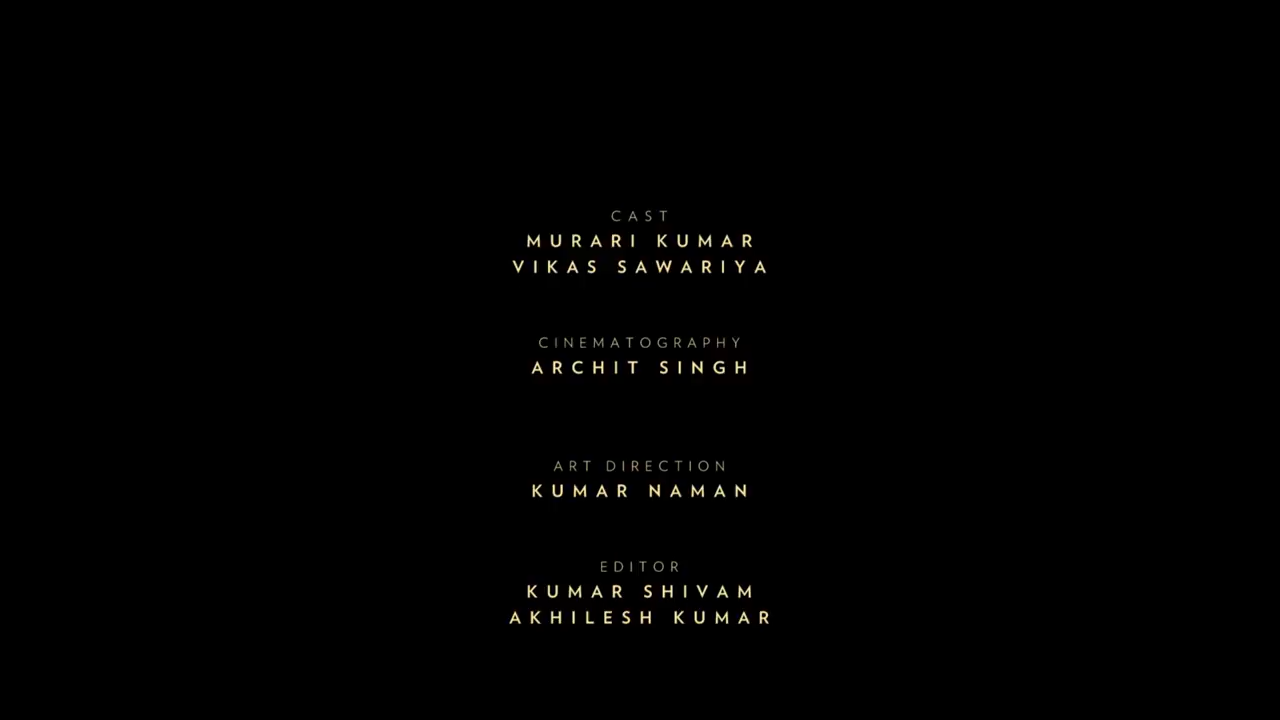 CAST
MURARI KUMAR
VIKAS SAWARIYA
CINEMATOGRAPHY
ARCHIT SINGH
ART DIRECTION
KUMAR NAMAN
EDITOR
KUMAR SHIVAM
AKHILESH KUMAR